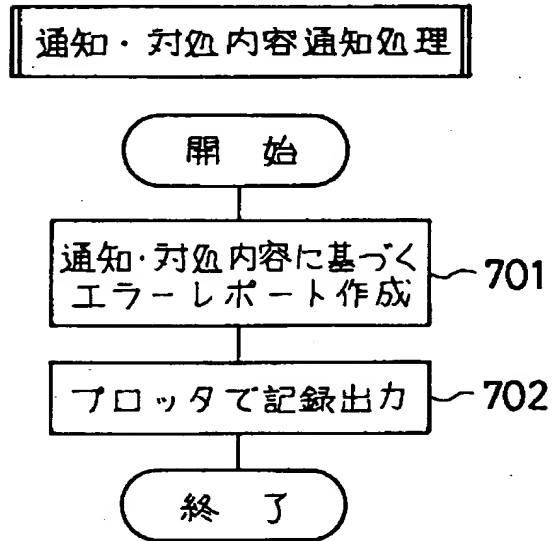 通知・対処内容通知処理
開 始
通知・対処内容に基づく
エラーレポート作成
701
プロッタで記録出力
702
終 了